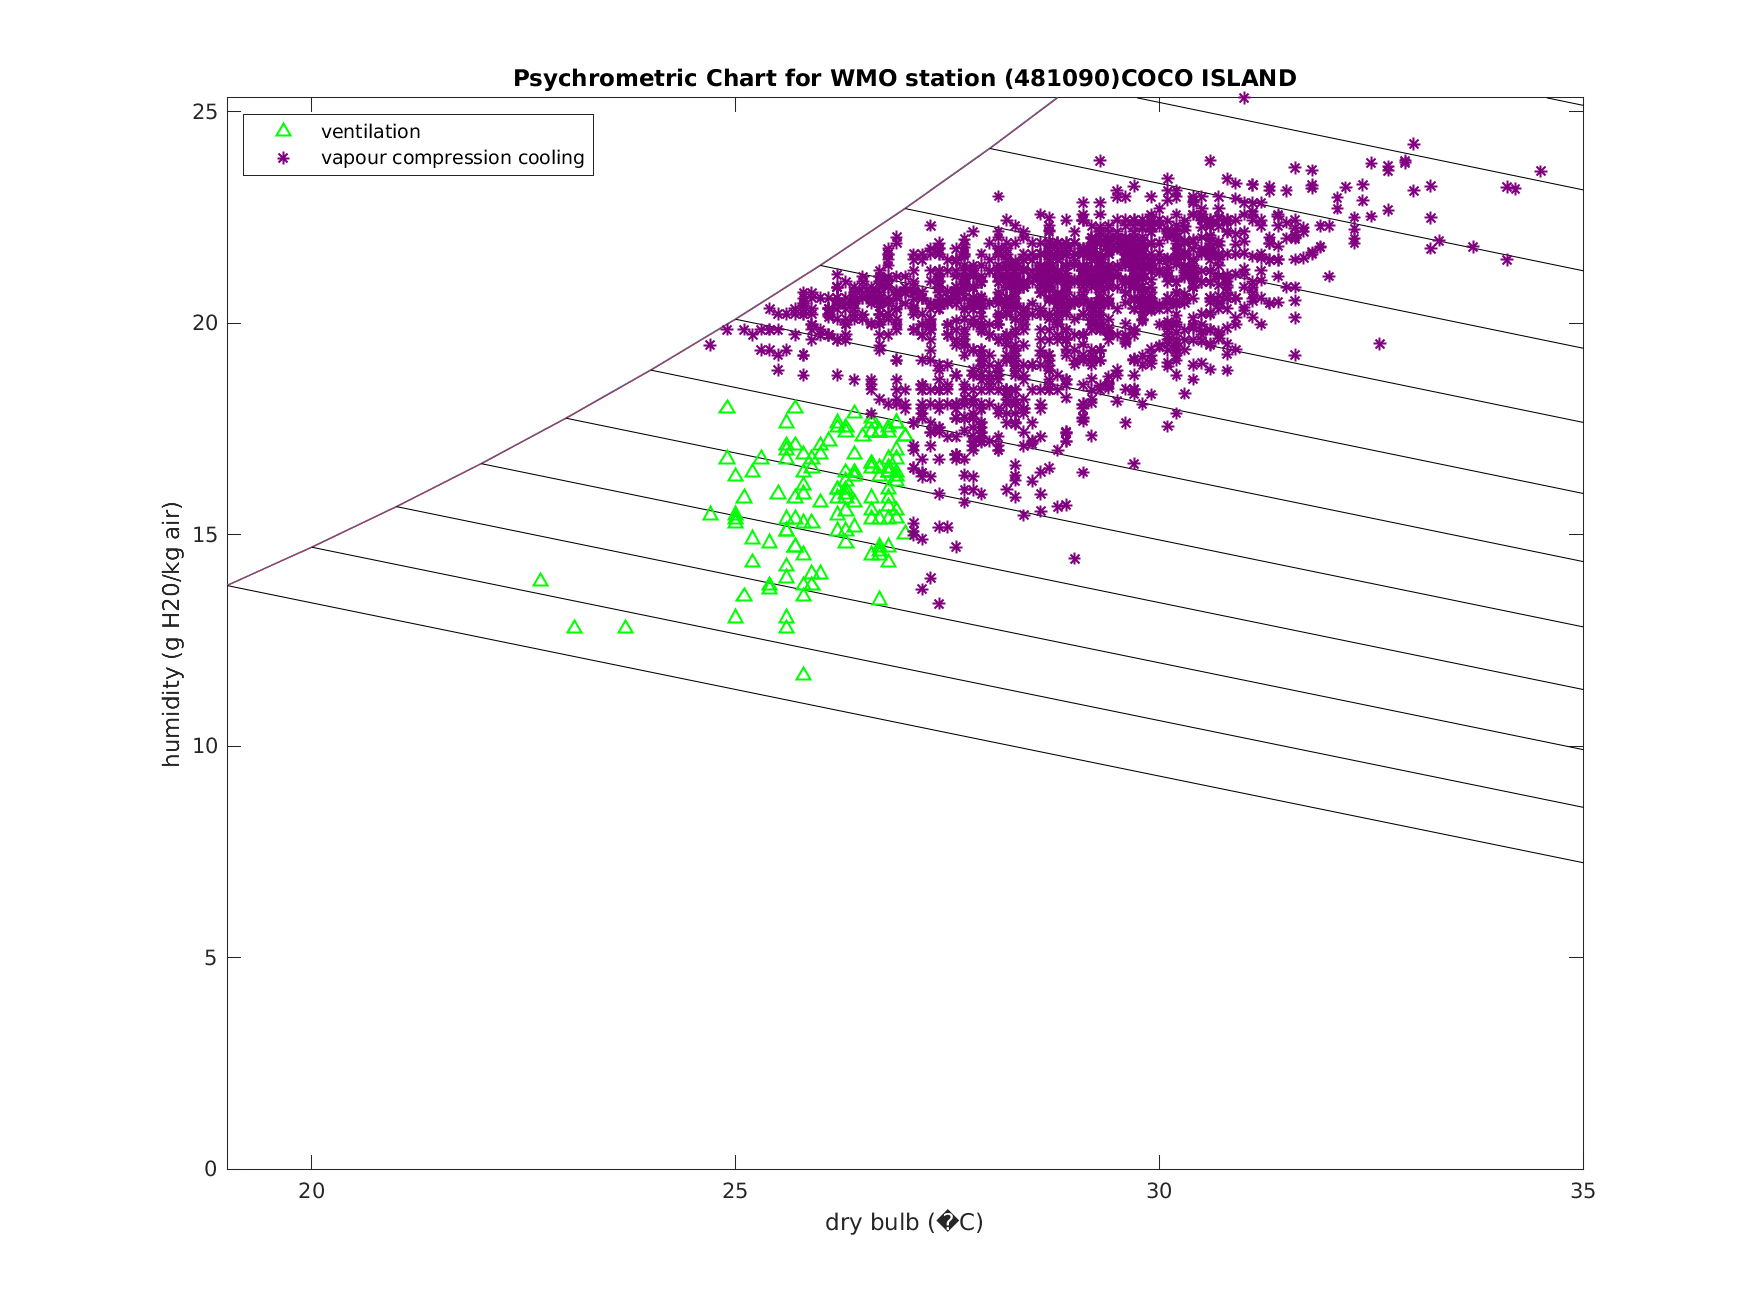 Psychrometric Chart for WMO station (481090)COCO ISLAND
ventilation
vapour compression cooling
humidity (g H20/kg air)
25
20
15
10
5
0
20 25 30 35
dry bulb (�C)